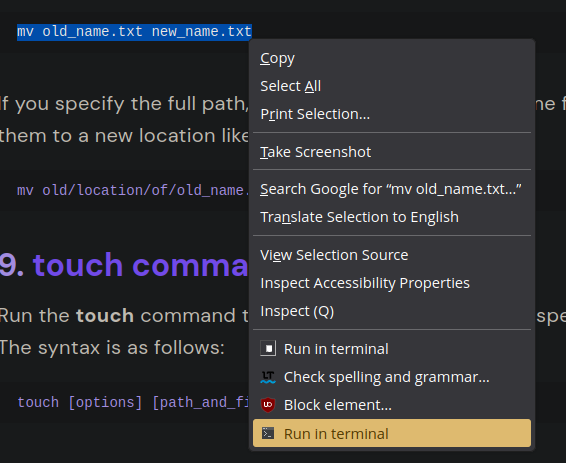 mv old_name.txt new_name.txt
If you specify the full path,
them to a new location like
mv old/location/of/old_name.
9. touch comma
Run the touch command t
spe
The syntax is as follows:
touch [options] [path_and_fi
Copy
Select All
Print Selection...
Take Screenshot
Search Google for “mv old_name.txt…”
Translate Selection to English
View Selection Source
Inspect Accessibility Properties
Inspect (Q)
Run in terminal
Check spelling and grammar...
Block element...
Run in terminal